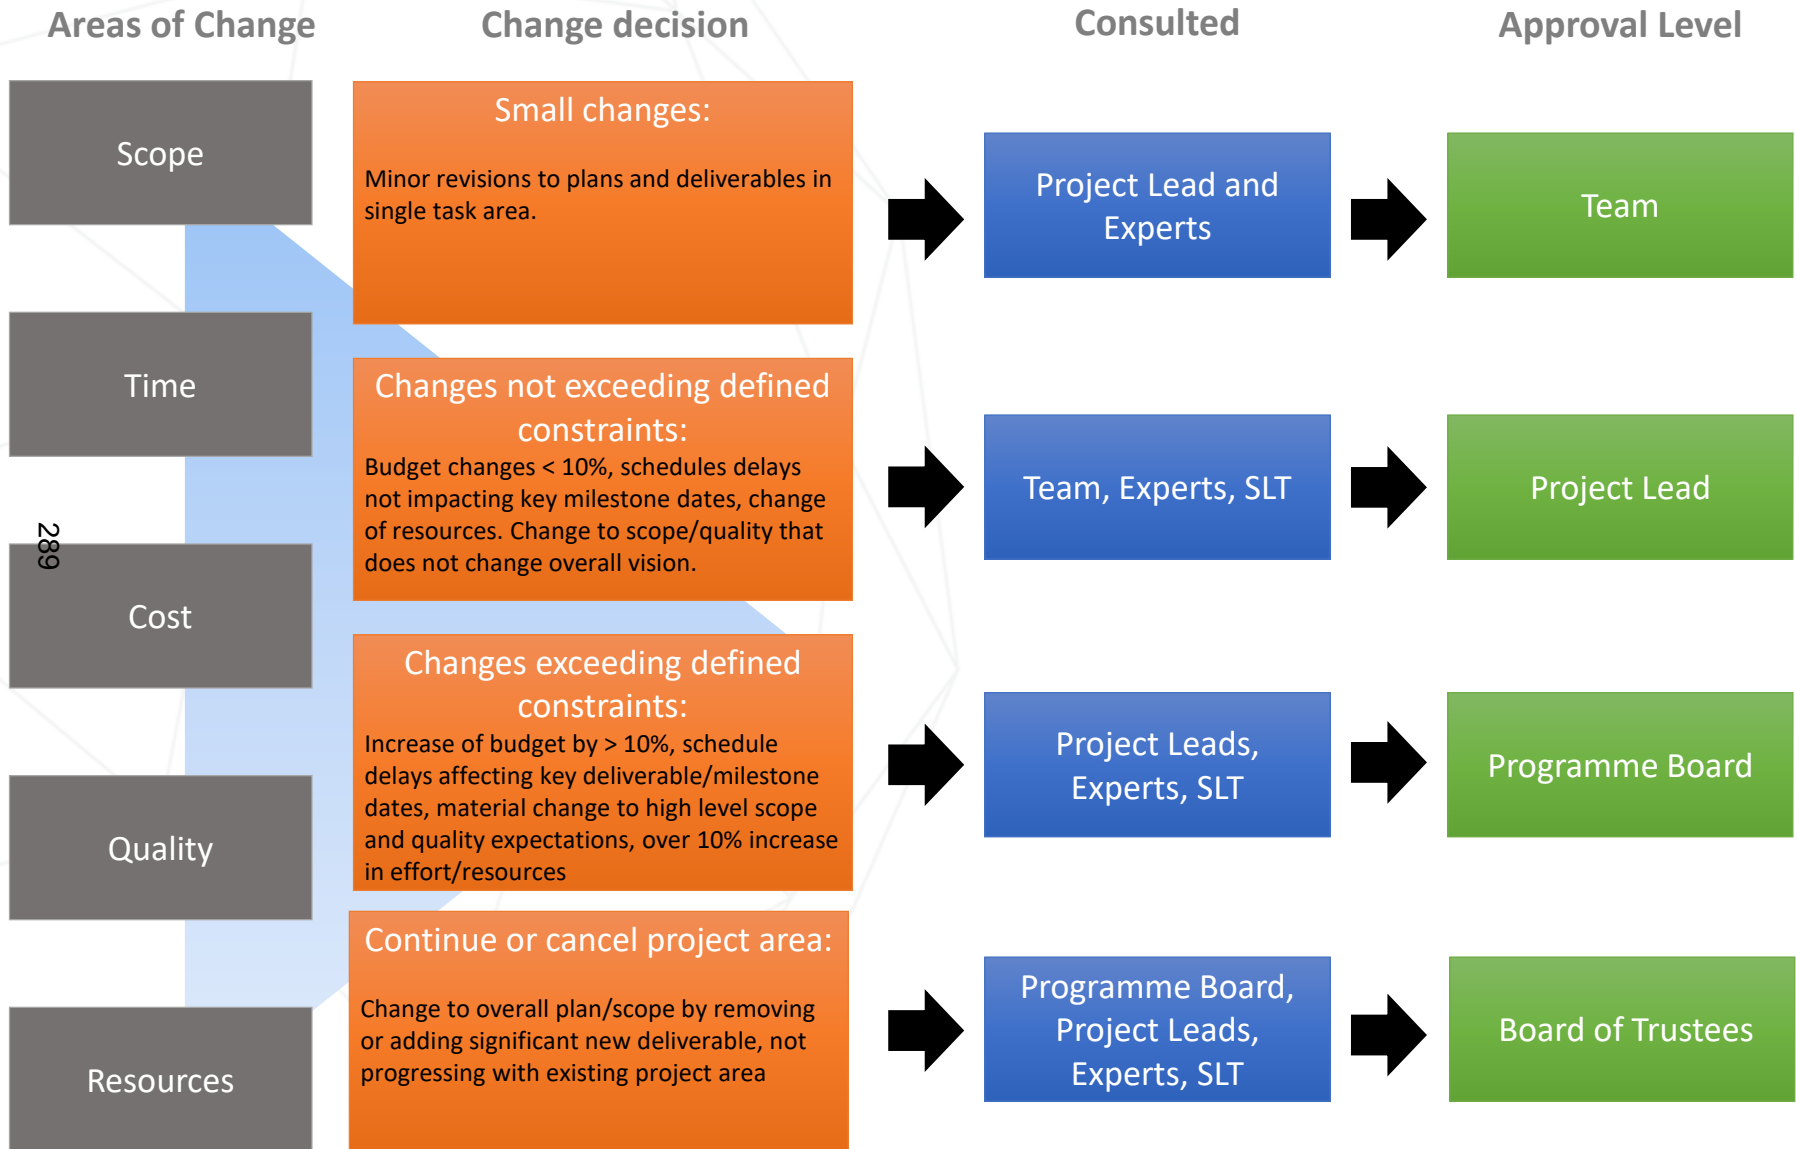 Areas of Change
Change decision
Consulted
Approval Level
Scope
Time
Cost
Quality
Resources
289
Small changes:
Minor revisions to plans and deliverables in
single task area.
Project Lead and
Experts
Team
Changes not exceeding defined
constraints:
Budget changes < 10%, schedules delays
not impacting key milestone dates, change
of resources. Change to scope/quality that
does not change overall vision.
Team, Experts, SLT
Project Lead
Changes exceeding defined
constraints:
Increase of budget by > 10%, schedule
delays affecting key deliverable/milestone
dates, material change to high level scope
and quality expectations, over 10% increase
in effort/resources
Project Leads,
Experts, SLT
Programme Board
Continue or cancel project area:
Change to overall plan/scope by removing
or adding significant new deliverable, not
progressing with existing project area
Programme Board,
Project Leads,
Experts, SLT
Board of Trustees